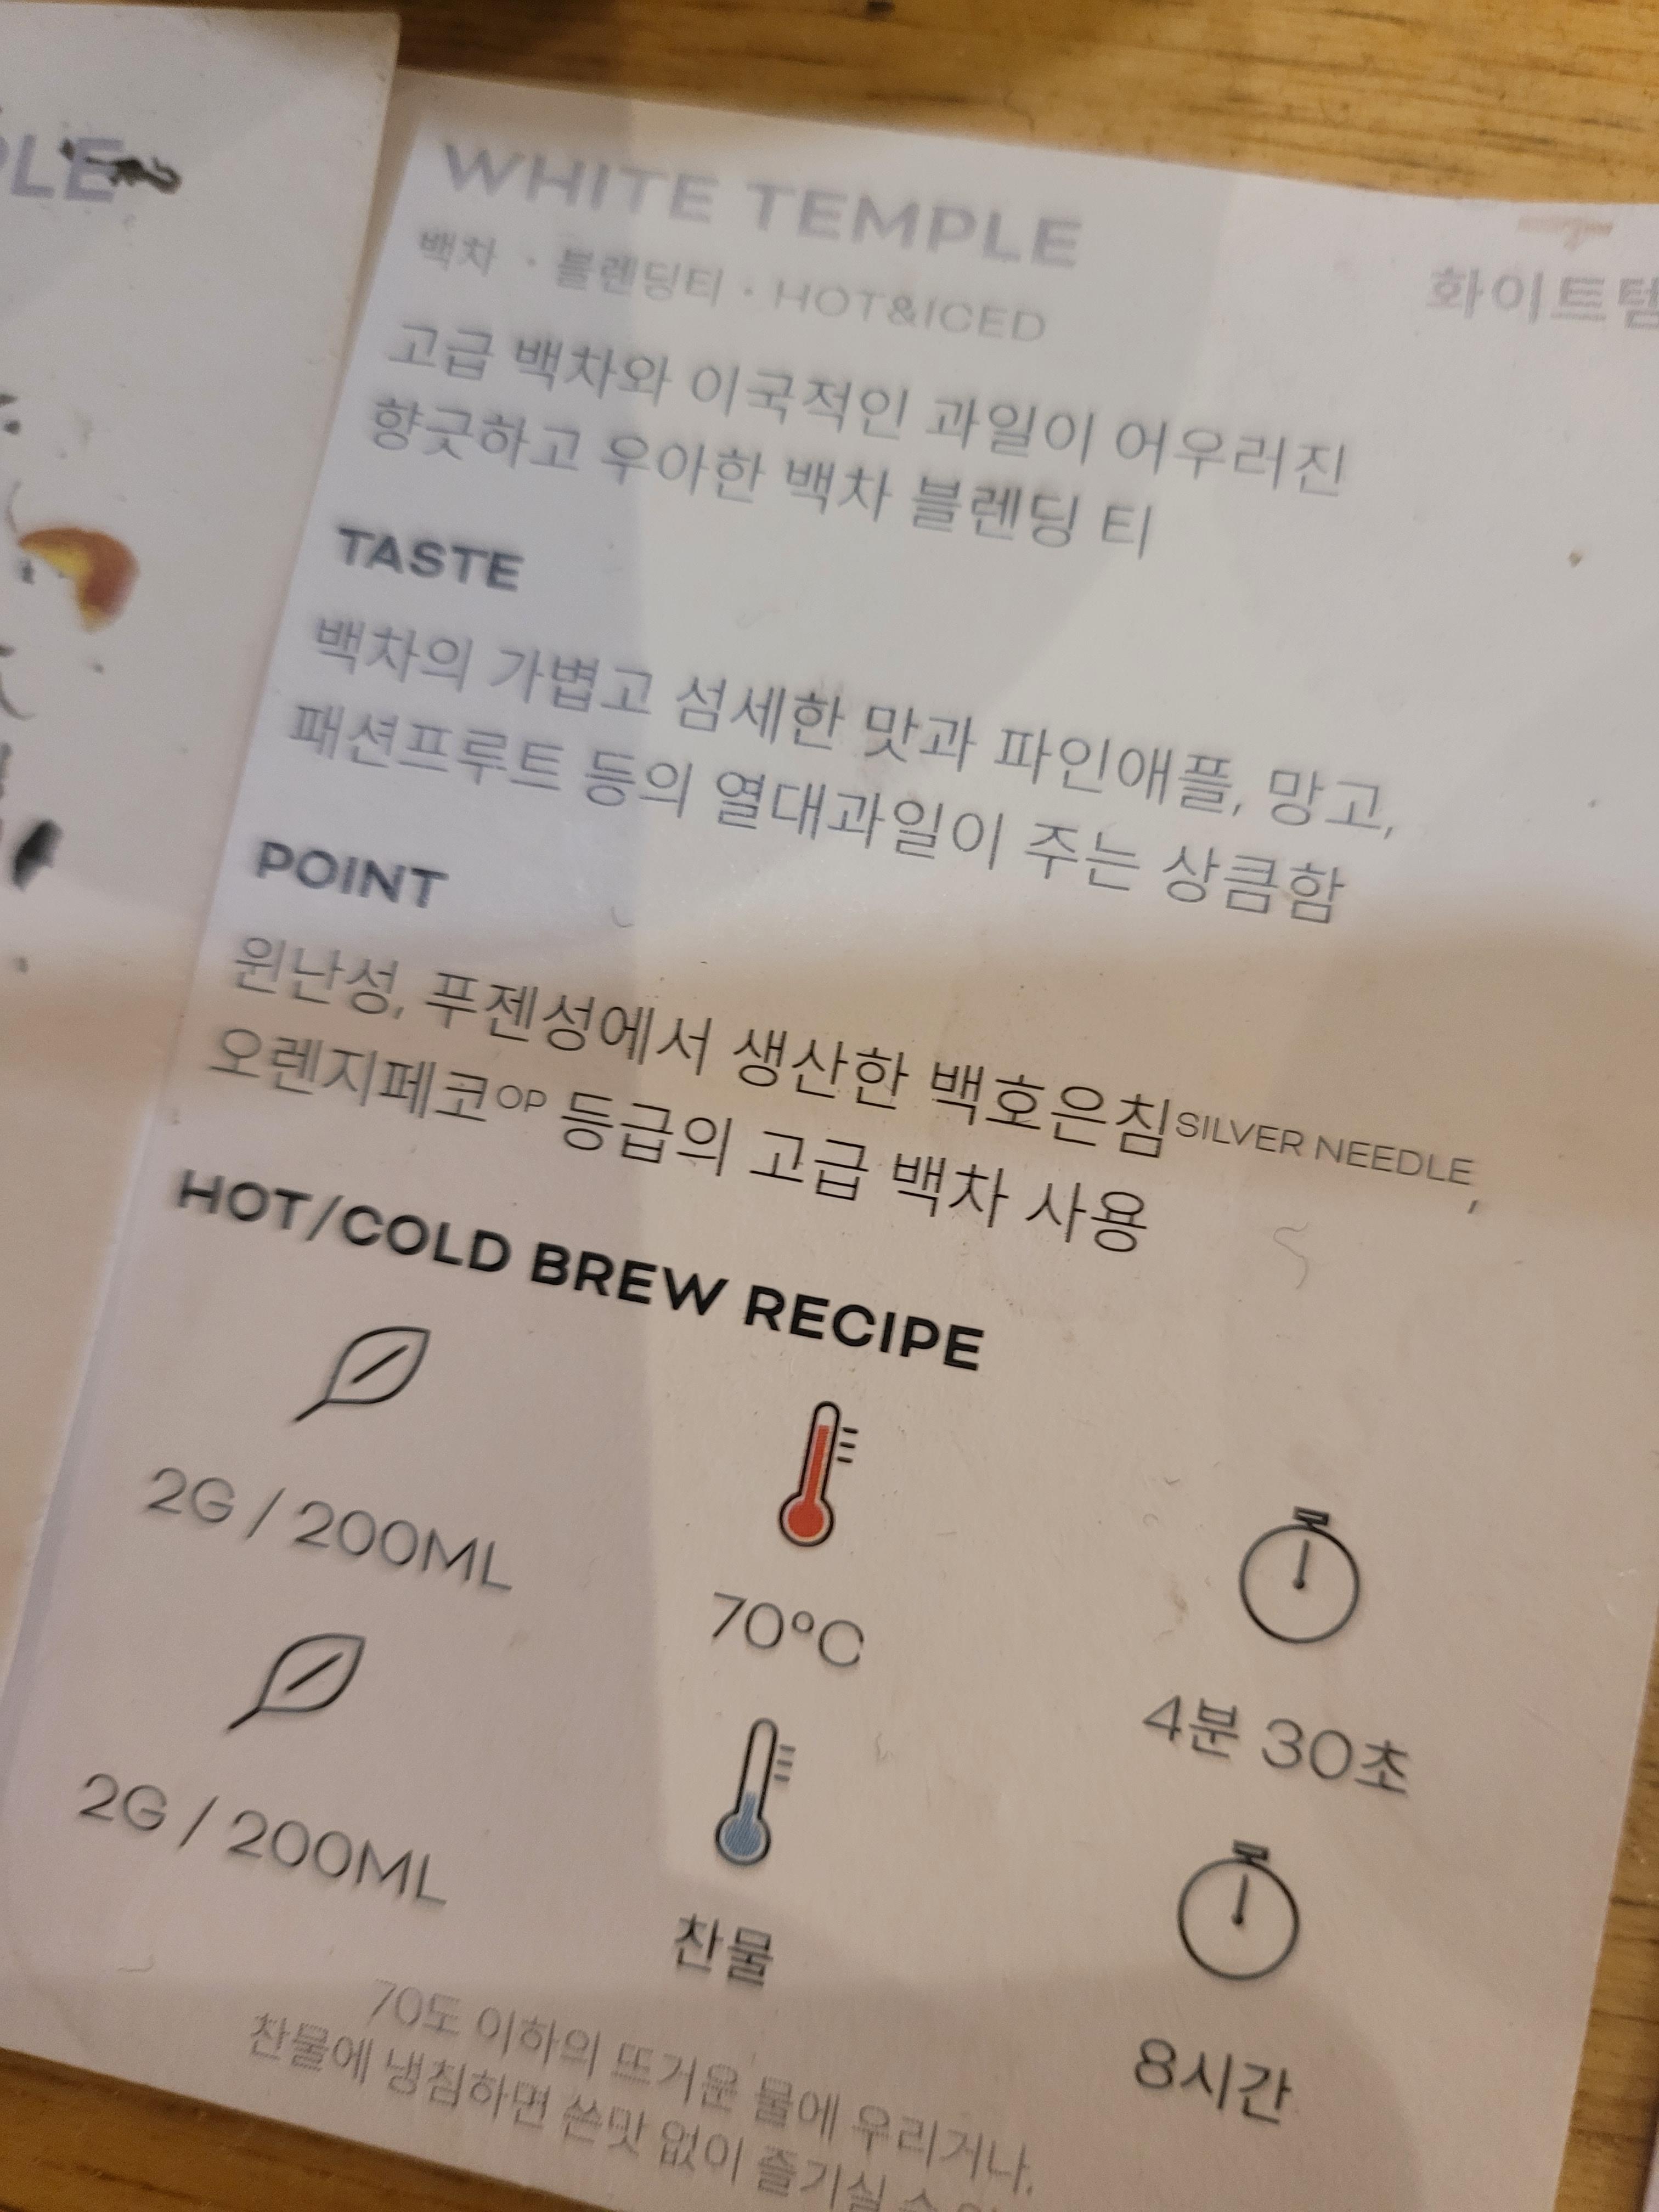 PLE
WHITE TEMPLE
화이트템
백차 · 블렌딩티 · HOT&ICED
고급 백차와 이국적인 과일이 어우러진
향긋하고 우아한 백차 블렌딩 티
TASTE
백차의 가볍고 섬세한 맛과 파인애플, 망고,
패션프루트 등의 열대과일이 주는 상큼함
POINT
윈난성, 푸젠성에서 생산한 백호은침SILVER NEEDLE,
오렌지페코OP 등급의 고급 백차 사용
HOT/COLD BREW RECIPE
2G / 200ML
70°C
4분 30초
2G / 200ML
찬물
8시간
70도 이하의 뜨거운 물에 우리거나,
찬물에 냉침하면 쓴맛 없이 즐기실 수